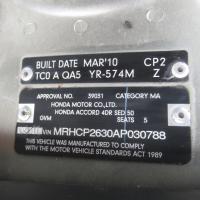 BUILT DATE MAR'10 CP2
TC0 A QA5 YR-574M Z
APPROVAL NO. 39051 CATEGORY MA
HONDA MOTOR CO., LTD.
HONDA ACCORD 4DR SED 50
GVM SEATS 5
VIN MRHCP2630AP030788
THIS VEHICLE WAS MANUFACTURED TO COMPLY WITH
THE MOTOR VEHICLE STANDARDS ACT 1989